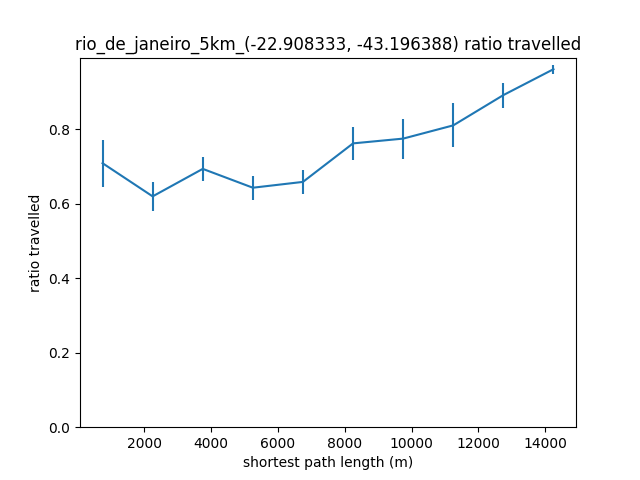 rio_de_janeiro_5km_(-22.908333, -43.196388) ratio travelled
ratio travelled
0.8
0.6
0.4
0.2
0.0
2000 4000 6000 8000 10000 12000 14000
shortest path length (m)